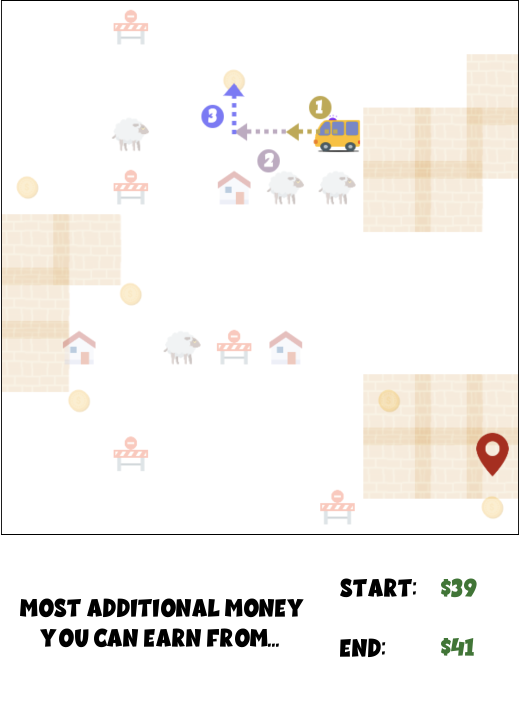 1
3
2
MOST ADDITIONAL MONEY
YOU CAN EARN FROM...
START: $39
END: $41